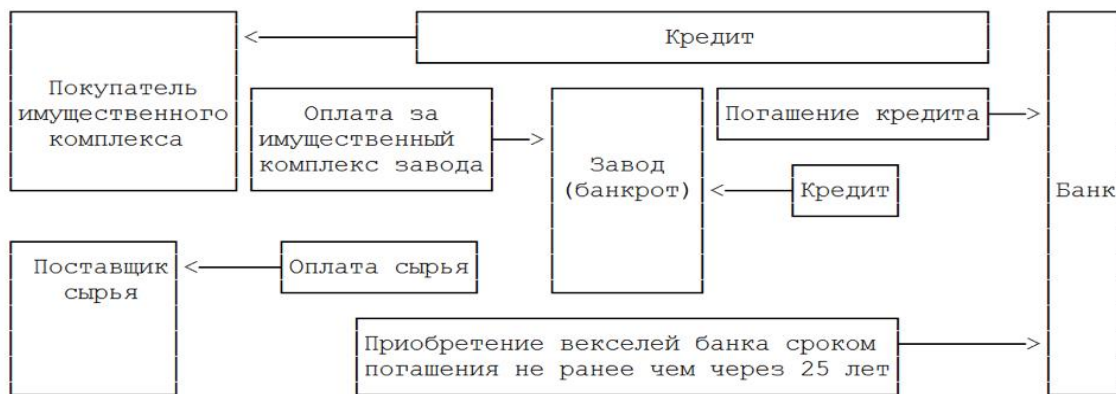 Кредит
Покупатель
имущественного
комплекса
Оплата за
имущественный
комплекс завода
Погашение кредита
Завод
(банкрот)
Кредит
Банк
Поставщик
сырья
Оплата сырья
Приобретение векселей банка сроком
погашения не ранее чем через 25 лет